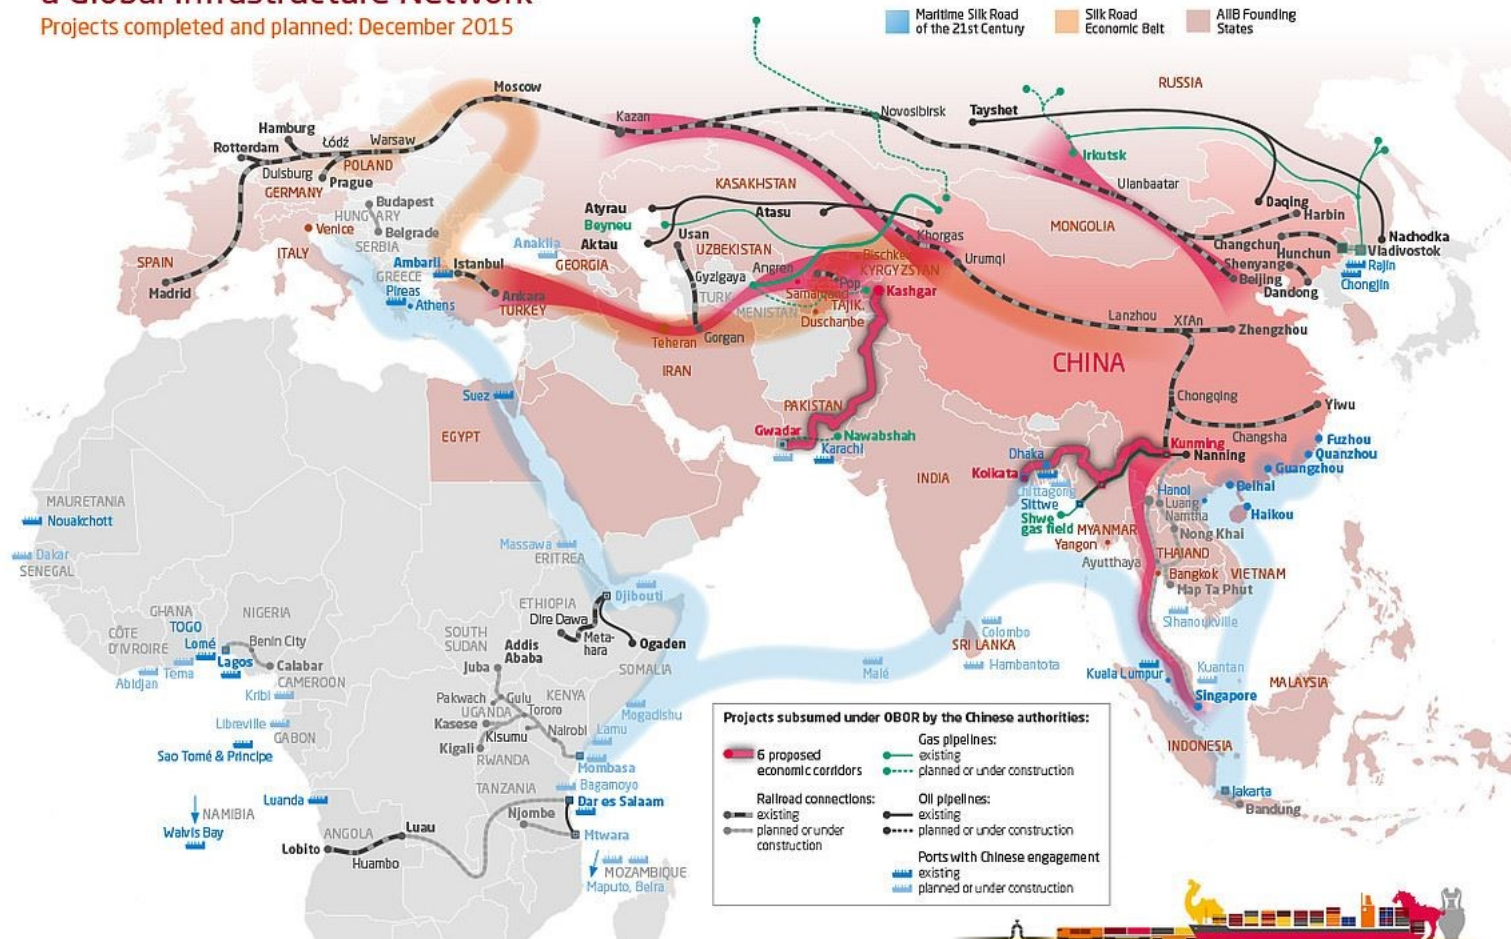 a Global Infrastructure Network
Projects completed and planned: December 2015
Maritime Silk Road
of the 21st Century
Silk Road
Economic Belt
AIIB Founding
States
RUSSIA
Moscow
Kazan
Novosibirsk
Tayshet
Irkutsk
Hamburg
Rotterdam
Łódź
Warsaw
Duisburg
POLAND
GERMANY
Prague
Budapest
HUNGARY
Belgrade
SERBIA
Venice
ITALY
SPAIN
Madrid
GREECE
Ambarli
Istanbul
Pireas
Athens
Anaklia
GEORGIA
Ankara
TURKEY
KASAKHSTAN
Atyrau
Beyneu
Aktau
Atasu
Usan
UZBEKISTAN
Gyzlgaya
Angren
TURK
MENISTAN
Samarqand
Pop
TAJIK.
Duschanbe
Bischkek
KYRGYZSTAN
Khorgas
Urumqi
Kashgar
Teheran
Gorgan
IRAN
Ulanbaatar
MONGOLIA
Daqing
Harbin
Changchun
Hunchun
Shenyang
Beijing
Dandong
Nachodka
Vladivostok
Rajin
Chongjin
Lanzhou
Xi'An
Zhengzhou
CHINA
Chongqing
Yiwu
Changsha
Kunming
Nanning
Fuzhou
Quanzhou
Guangzhou
Beihai
Haikou
Suez
EGYPT
PAKISTAN
Gwadar
Nawabshah
Karachi
INDIA
Dhaka
Kolkata
Chittagong
Sittwe
Shwe
gas field
MYANMAR
Yangon
Hanoi
Luang
Namtha
Nong Khai
Ayutthaya
THAIAND
Bangkok
VIETNAM
Map Ta Phut
Sihanoukville
Kuala Lumpur
Kuantan
Singapore
MALAYSIA
INDONESIA
Jakarta
Bandung
Colombo
SRI LANKA
Hambantota
Malé
MAURETANIA
Nouakchott
Dakar
SENEGAL
Massawa
ERITREA
Djibouti
ETHIOPIA
Dire Dawa
Meta-
hara
Addis
Ababa
Ogaden
SOMALIA
GHANA
TOGO
CÔTE
D'IVROIRE
Lomé
NIGERIA
Benin City
Lagos
Tema
Abidjan
Calabar
CAMEROON
Kribi
Libreville
GABON
Sao Tomé & Principe
SOUTH
SUDAN
Juba
Pakwach
Gulu
UGANDA
Tororo
KENYA
Kasese
Kisumu
Nairobi
Kigali
RWANDA
Lamu
Mogadishu
Mombasa
Bagamoyo
TANZANIA
Dar es Salaam
Njombe
Mtwara
MOZAMBIQUE
Maputo, Beira
Luanda
NAMIBIA
Walvis Bay
ANGOLA
Lobito
Huambo
Luau
Projects subsumed under OBOR by the Chinese authorities:
6 proposed
economic corridors
Gas pipelines:
existing
planned or under construction
Railroad connections:
existing
planned or under
construction
Oil pipelines:
existing
planned or under construction
Ports with Chinese engagement
existing
planned or under construction